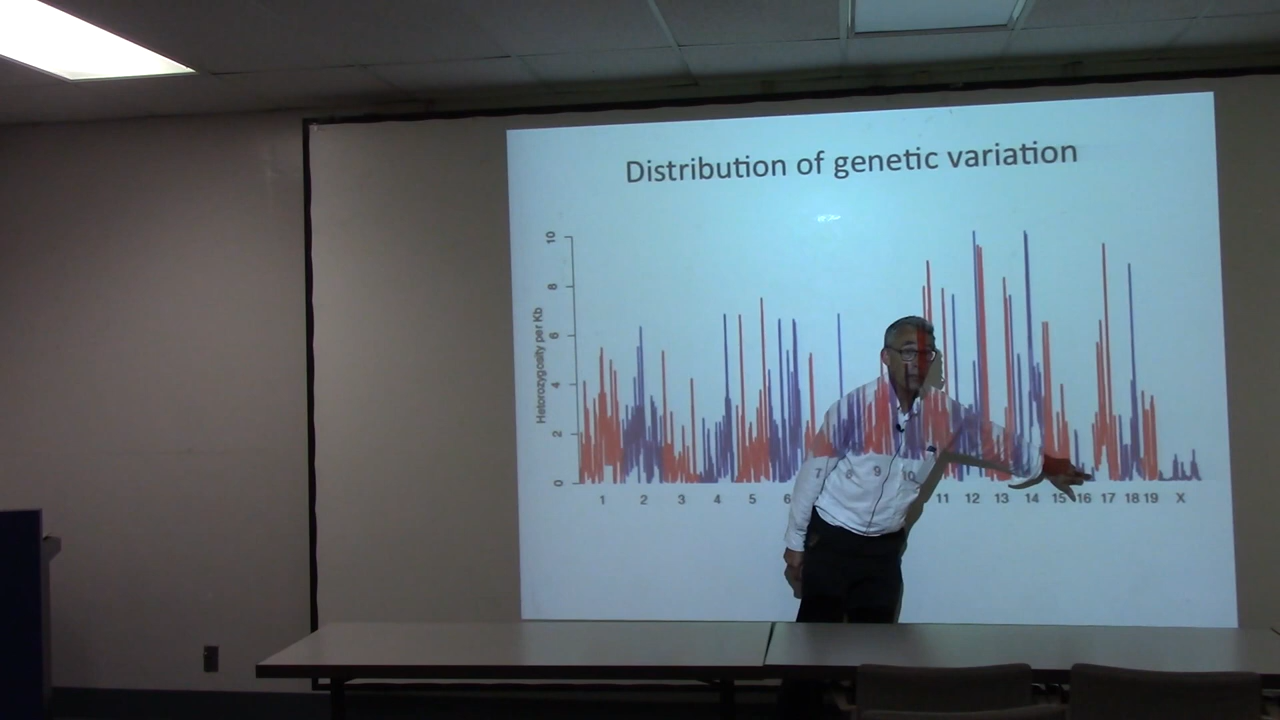 Distribution of genetic variation
10
8
6
4
2
0
Hetorozygosity per Kb
1 2 3 4 5 6 7 8 9 10 11 12 13 14 15 16 17 18 19 X